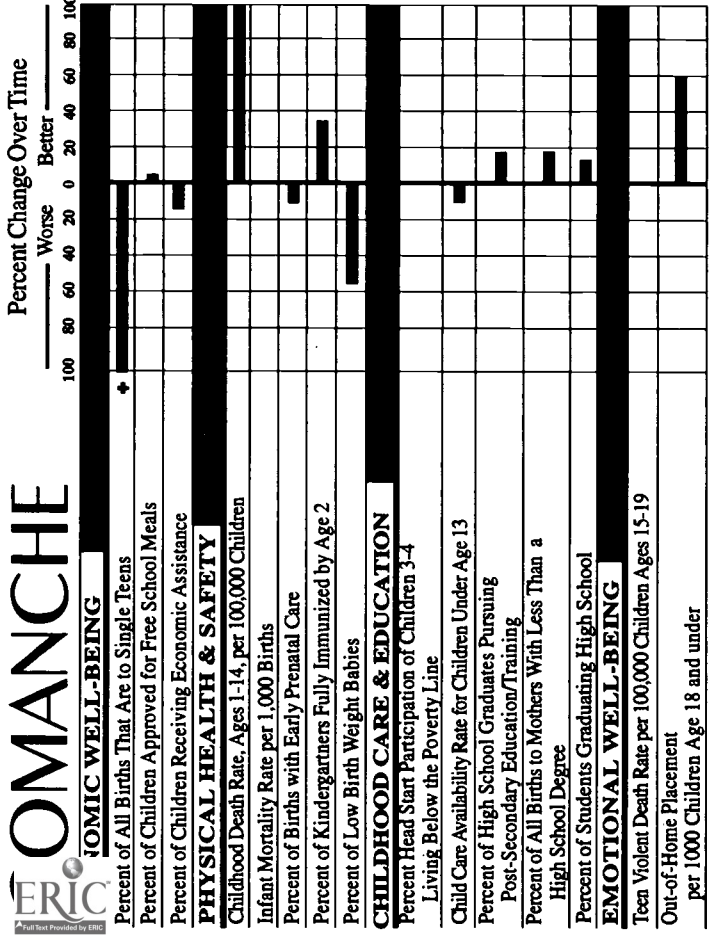 OMANCHE
Percent Change Over Time
Worse Better
100 80 60 40 20 0 20 40 60 80 100
NOMIC WELL-BEING
Percent of All Births That Are to Single Teens
+
Percent of Children Approved for Free School Meals
Percent of Children Receiving Economic Assistance
PHYSICAL HEALTH & SAFETY
Childhood Death Rate, Ages 1-14, per 100,000 Children
Infant Mortality Rate per 1,000 Births
Percent of Births with Early Prenatal Care
Percent of Kindergartners Fully Immunized by Age 2
Percent of Low Birth Weight Babies
CHILDHOOD CARE & EDUCATION
Percent Head Start Participation of Children 3-4
Living Below the Poverty Line
Child Care Availability Rate for Children Under Age 13
Percent of High School Graduates Pursuing
Post-Secondary Education/Training
Percent of All Births to Mothers With Less Than a
High School Degree
Percent of Students Graduating High School
EMOTIONAL WELL-BEING
Teen Violent Death Rate per 100,000 Children Ages 15-19
Out-of-Home Placement
per 1000 Children Age 18 and under
ERIC
Full Text Provided by ERIC